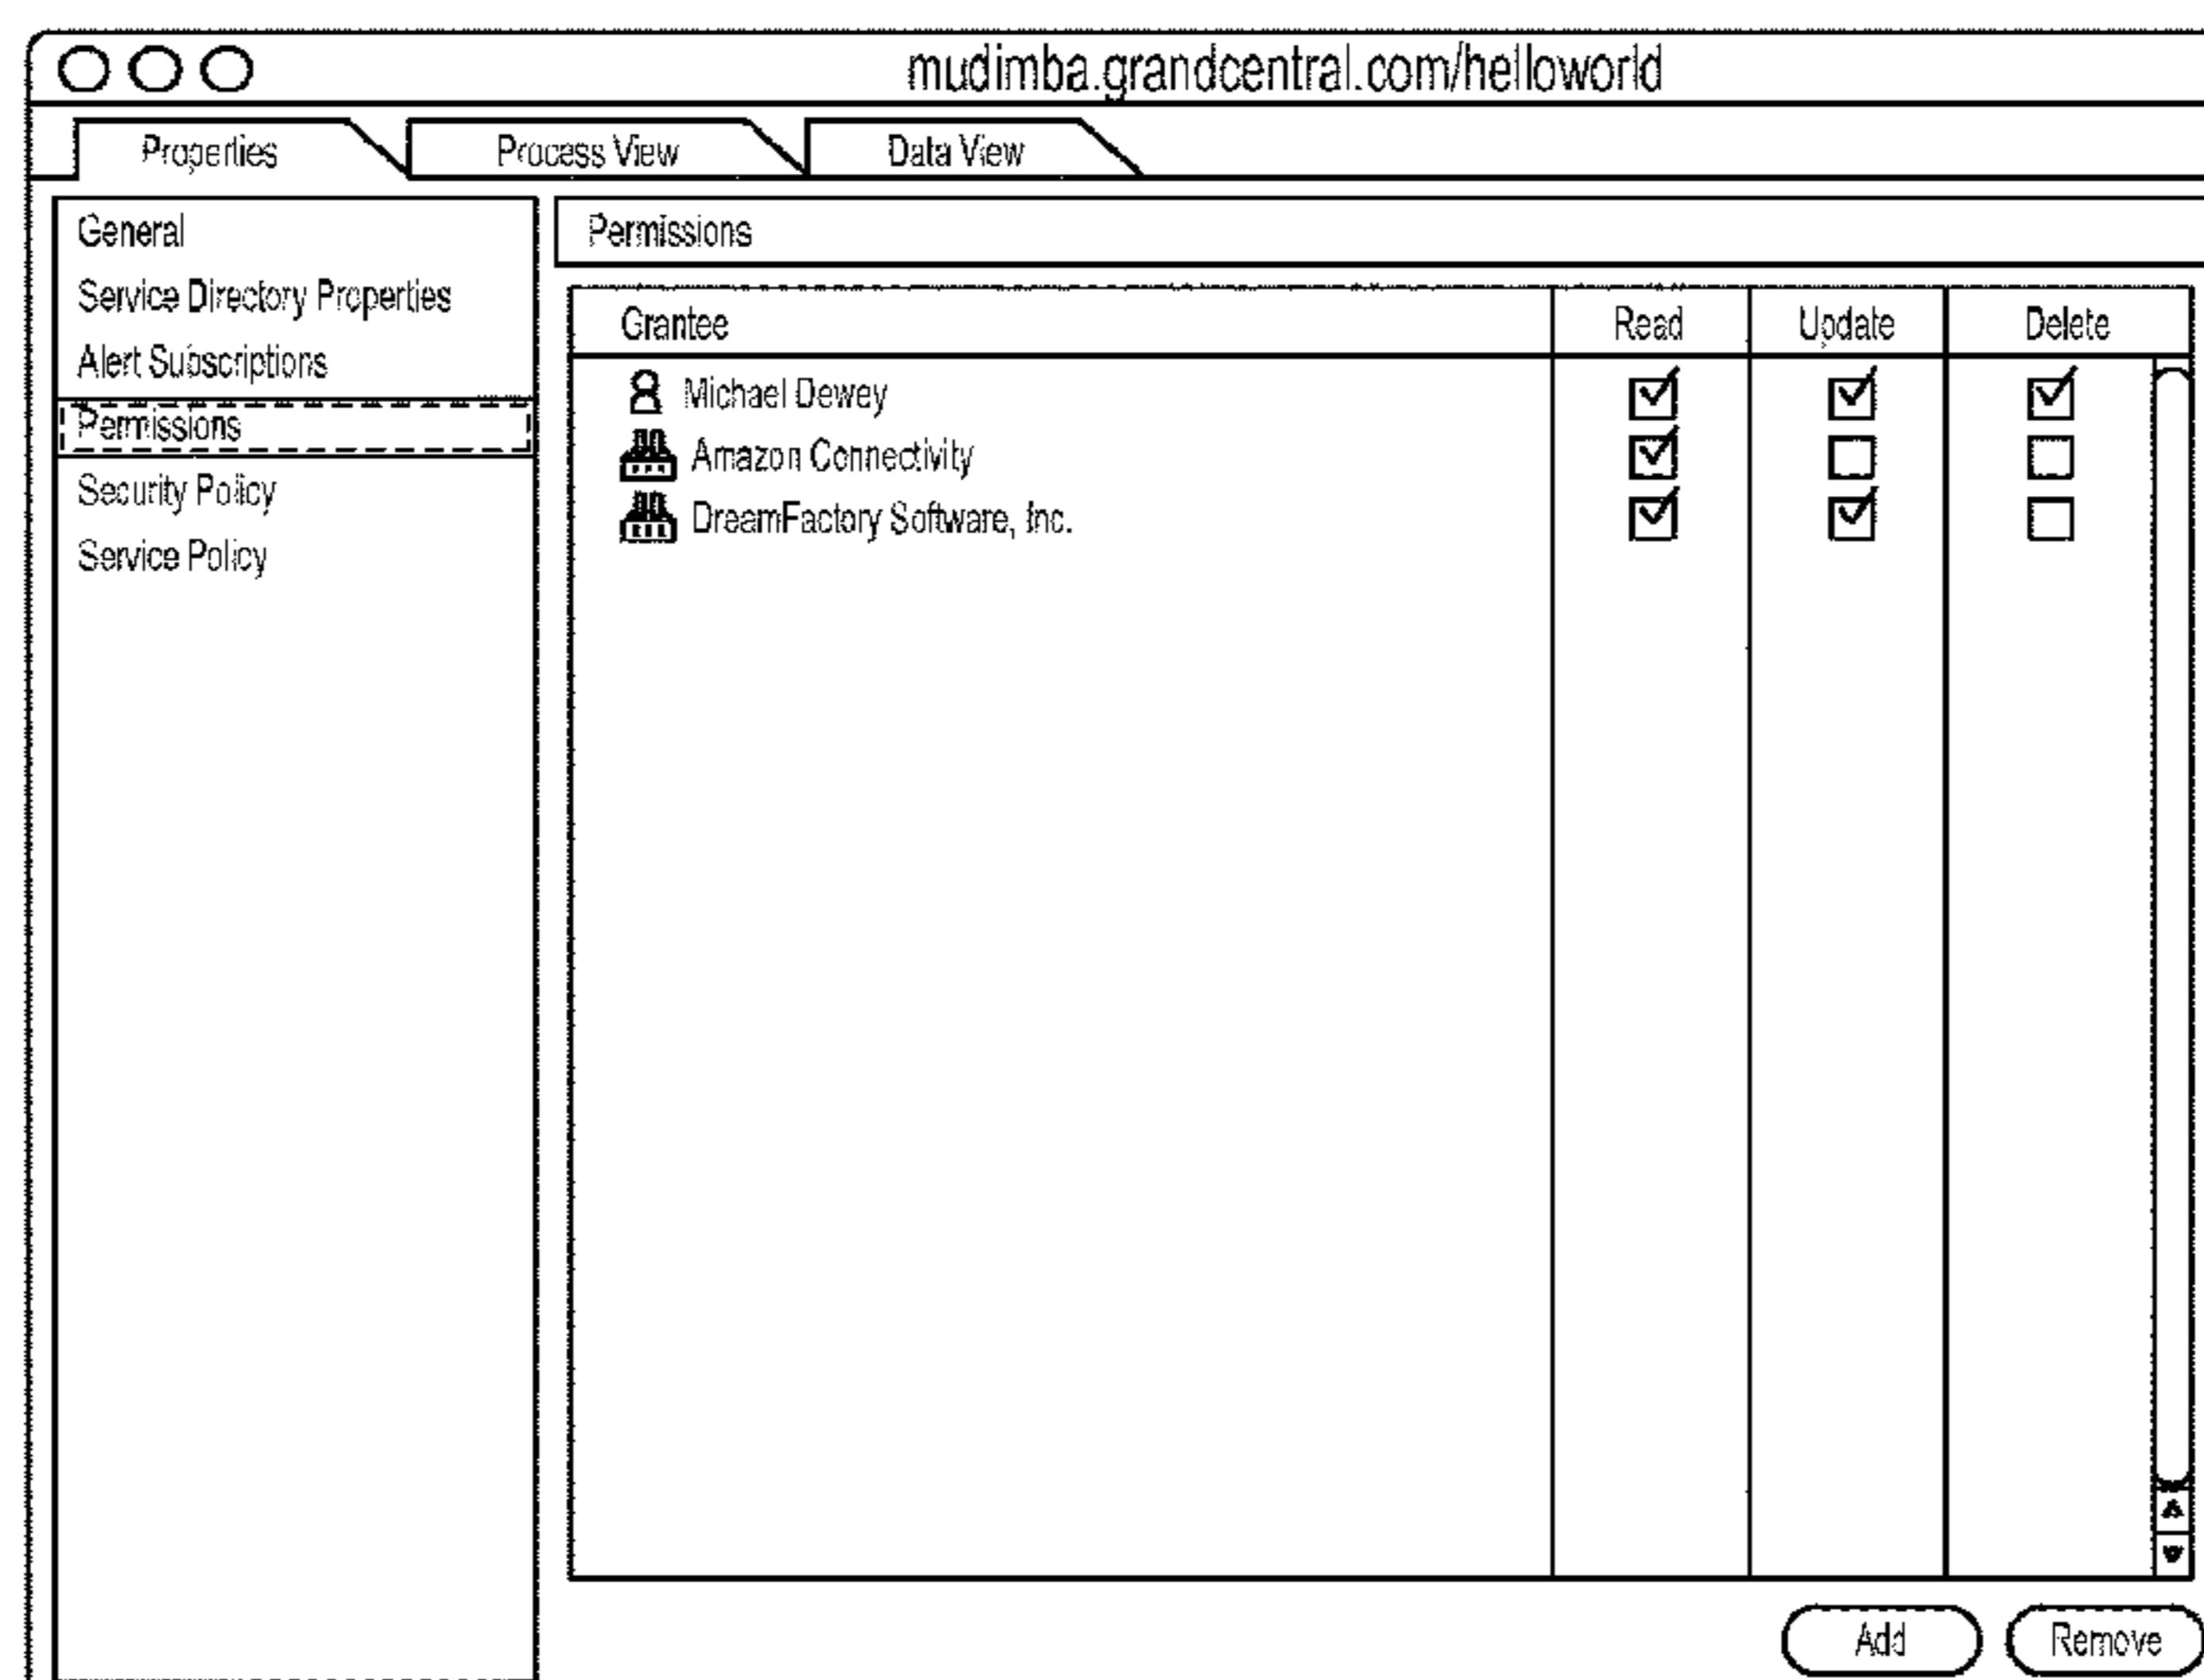 mudimba.grandcentral.com/helloworld
Properties Process View Data View
General
Service Directory Properties
Alert Subscriptions
Permissions
Security Policy
Service Policy
Permissions
Grantee Read Update Delete
Michael Dewey
Amazon Connectivity
DreamFactory Software, Inc.
Add Remove